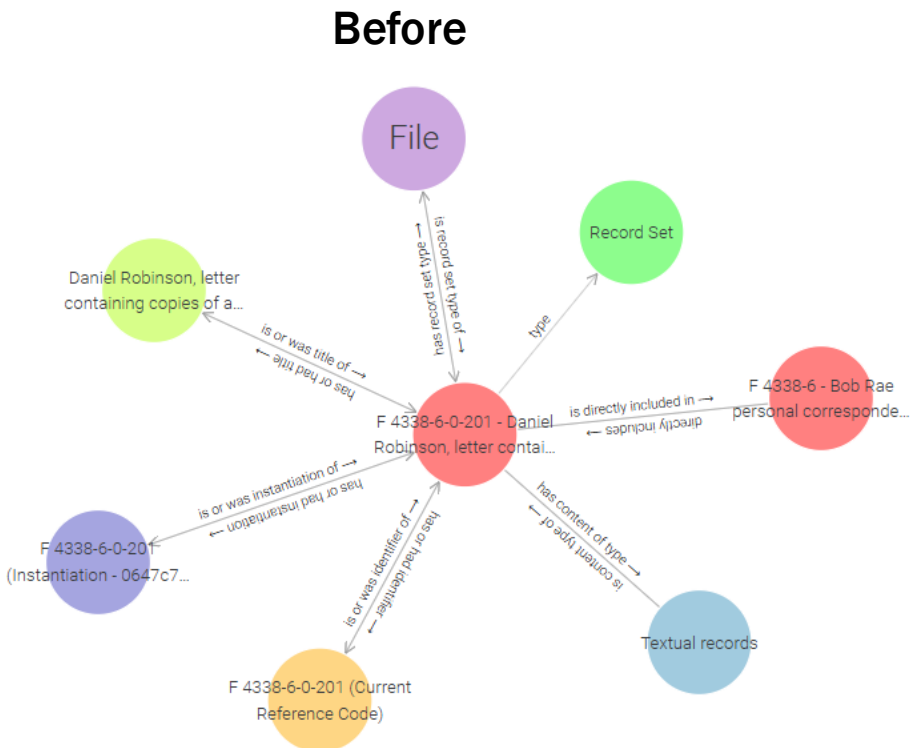 Before
File
Record Set
Daniel Robinson, letter
containing copies of a...
is record set type of →
has record set type →
type
is or was title of →
has or had title →
F 4338-6 - Bob Rae
personal corresponde...
is directly included in →
directly includes →
F 4338-6-0-201 - Daniel
Robinson, letter contai...
is or was instantiation of →
has or had instantiation →
has content of type →
is content type of →
F 4338-6-0-201
(Instantiation - 0647c7...
is or was identifier of →
has or had identifier →
Textual records
F 4338-6-0-201 (Current
Reference Code)